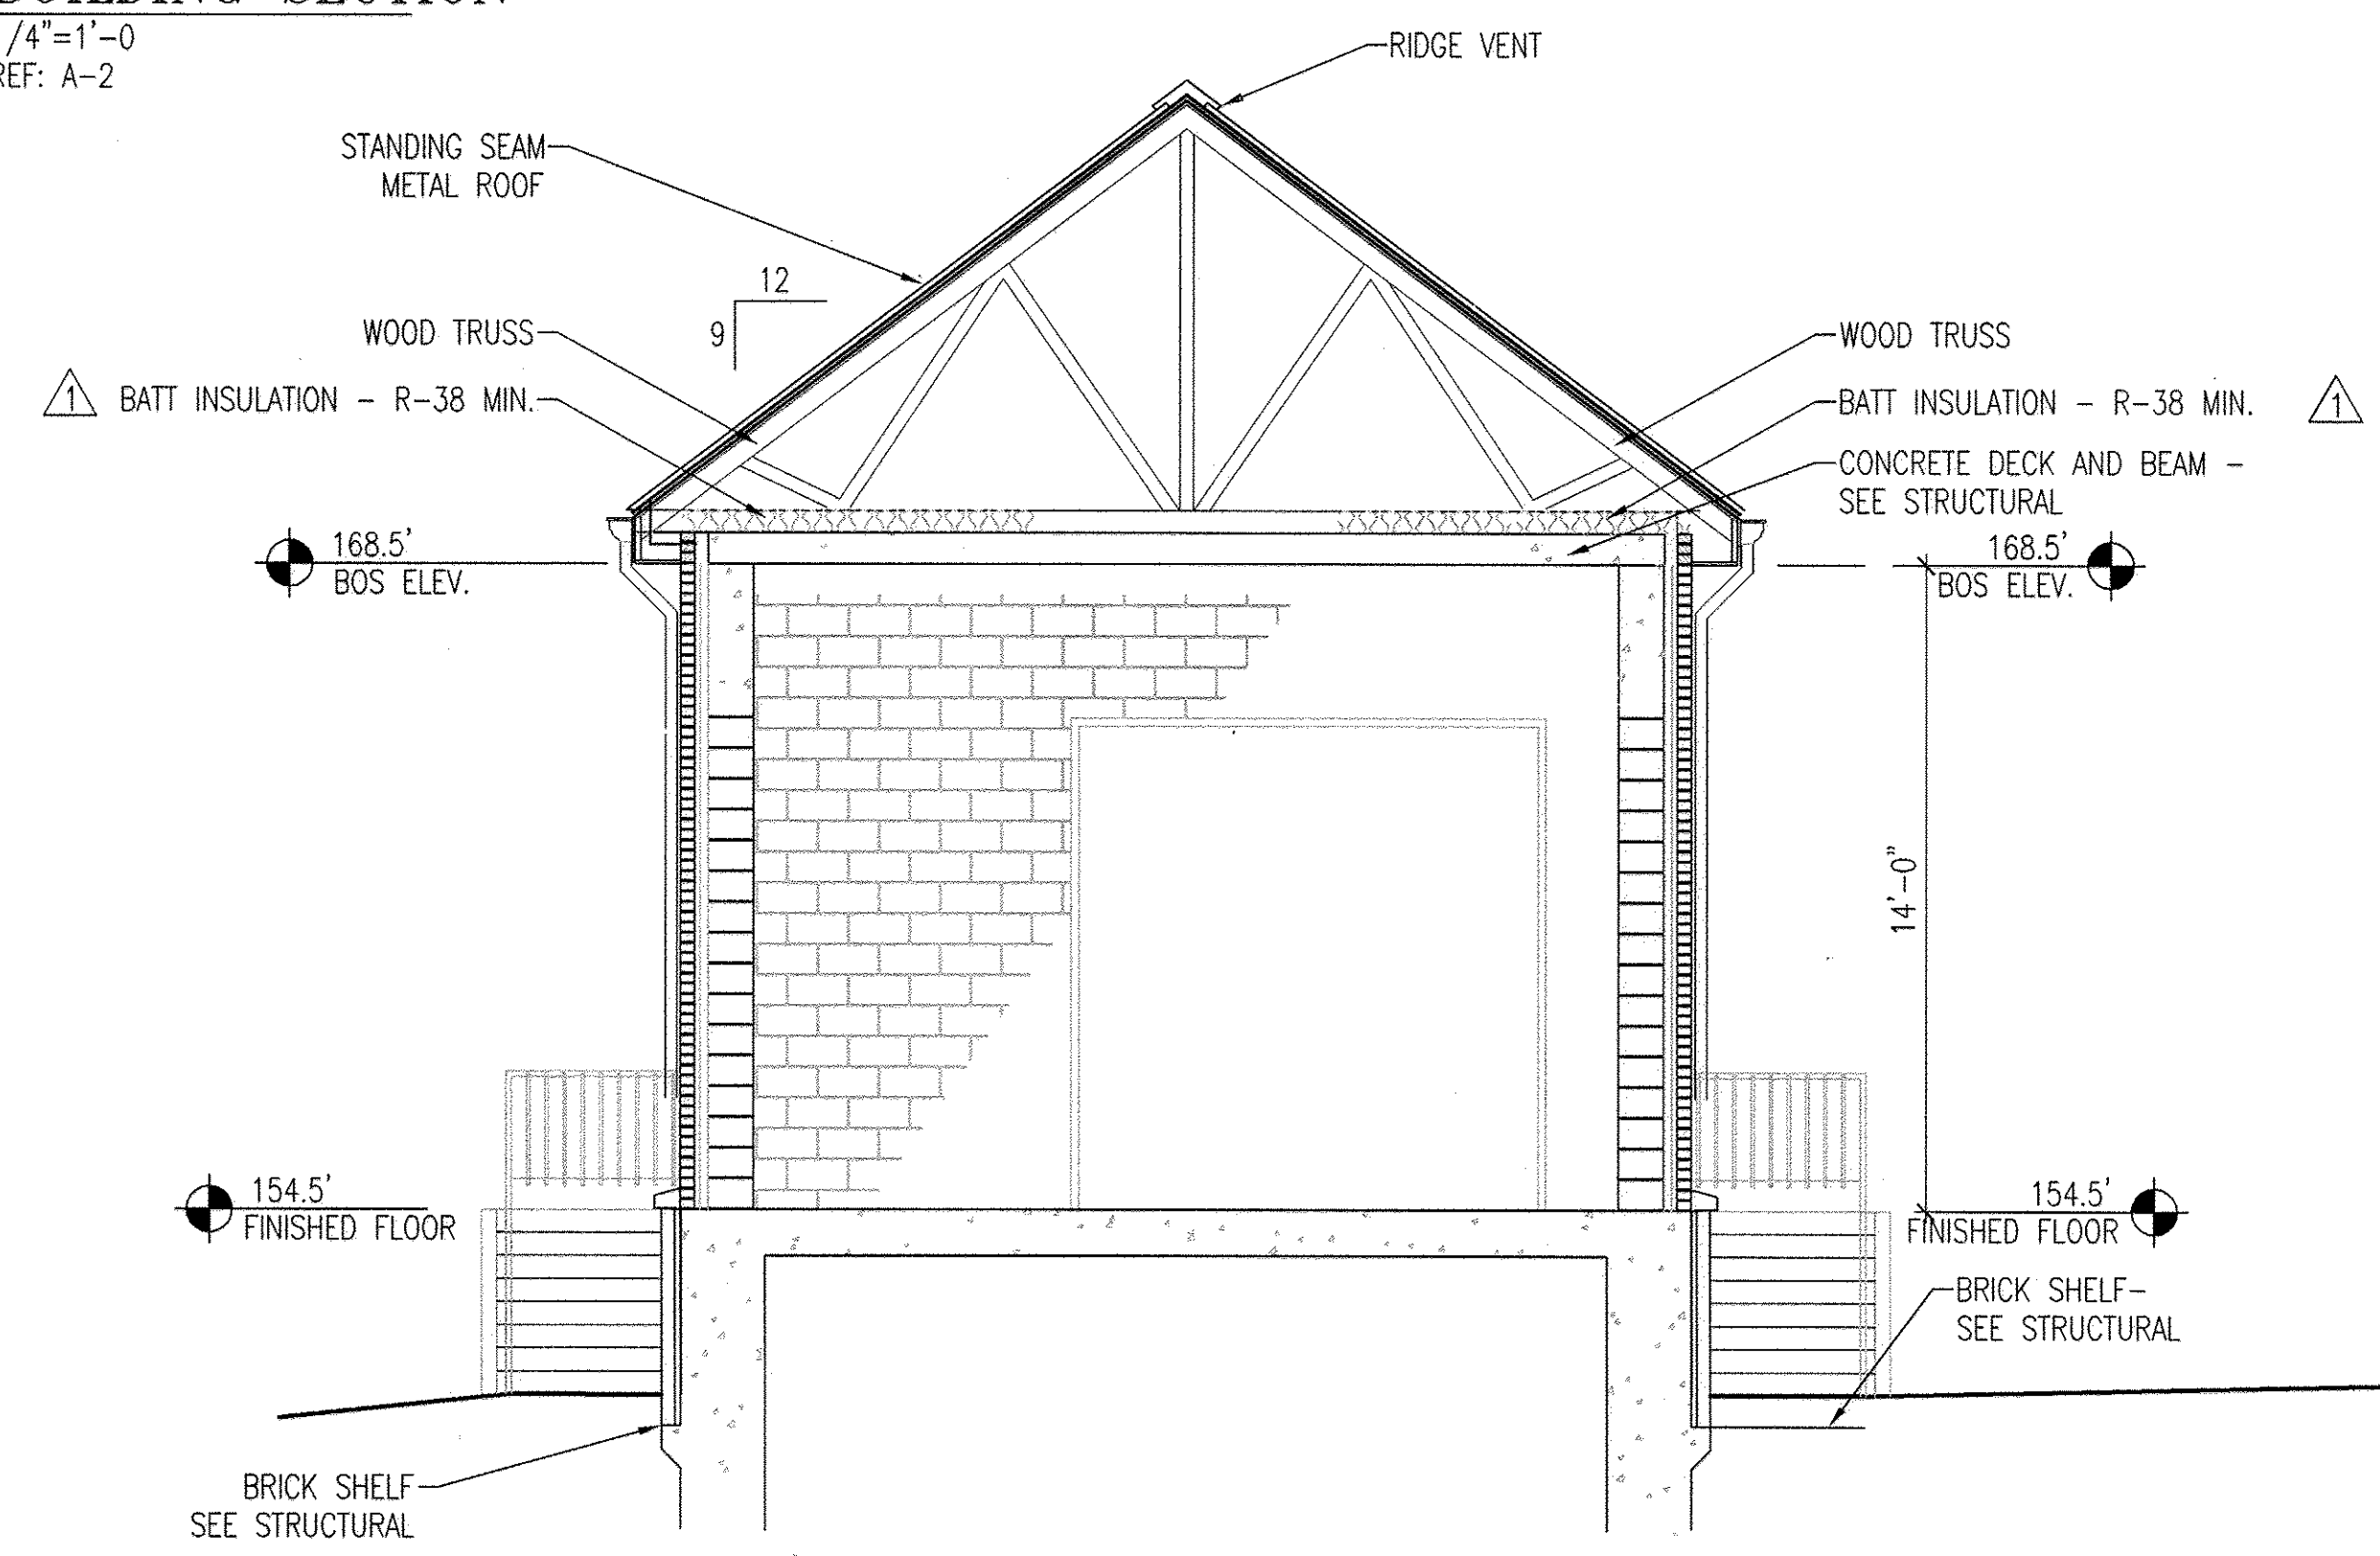 BUILDING SECTION
/4"=1'-0
REF: A-2
RIDGE VENT
STANDING SEAM
METAL ROOF
12
9
WOOD TRUSS
WOOD TRUSS
1 BATT INSULATION - R-38 MIN.
BATT INSULATION - R-38 MIN. 1
CONCRETE DECK AND BEAM -
SEE STRUCTURAL
168.5'
BOS ELEV.
168.5'
BOS ELEV.
14'-0"
154.5'
FINISHED FLOOR
154.5'
FINISHED FLOOR
BRICK SHELF-
SEE STRUCTURAL
BRICK SHELF
SEE STRUCTURAL